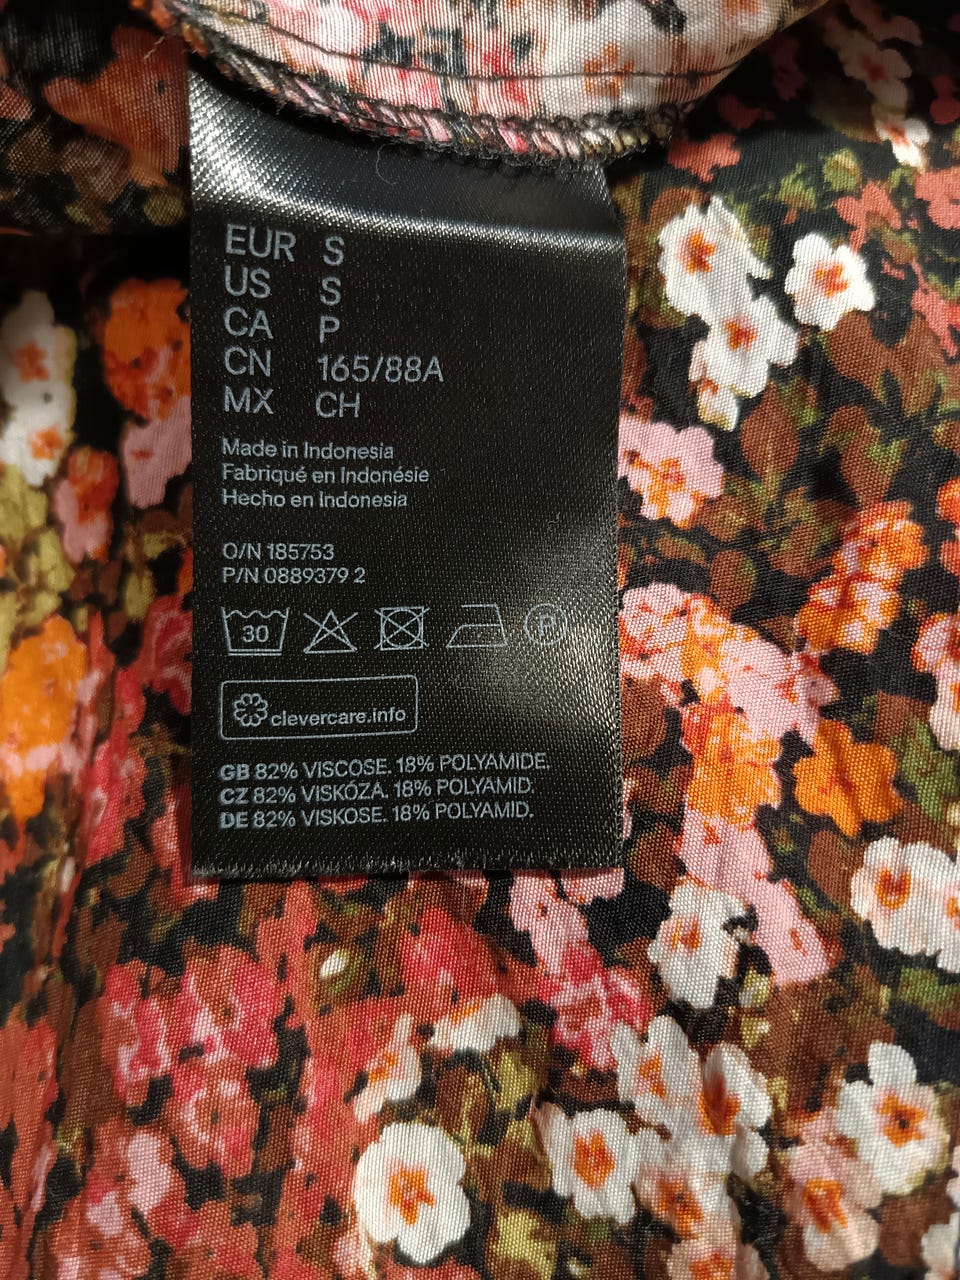 EUR S
US S
CA P
CN 165/88A
MX CH
Made in Indonesia
Fabriqué en Indonésie
Hecho en Indonesia
O/N 185753
P/N 0889379 2
30 P
clevercare.info
GB 82% VISCOSE. 18% POLYAMIDE.
CZ 82% VISKÓZA. 18% POLYAMID.
DE 82% VISKOSE. 18% POLYAMID.